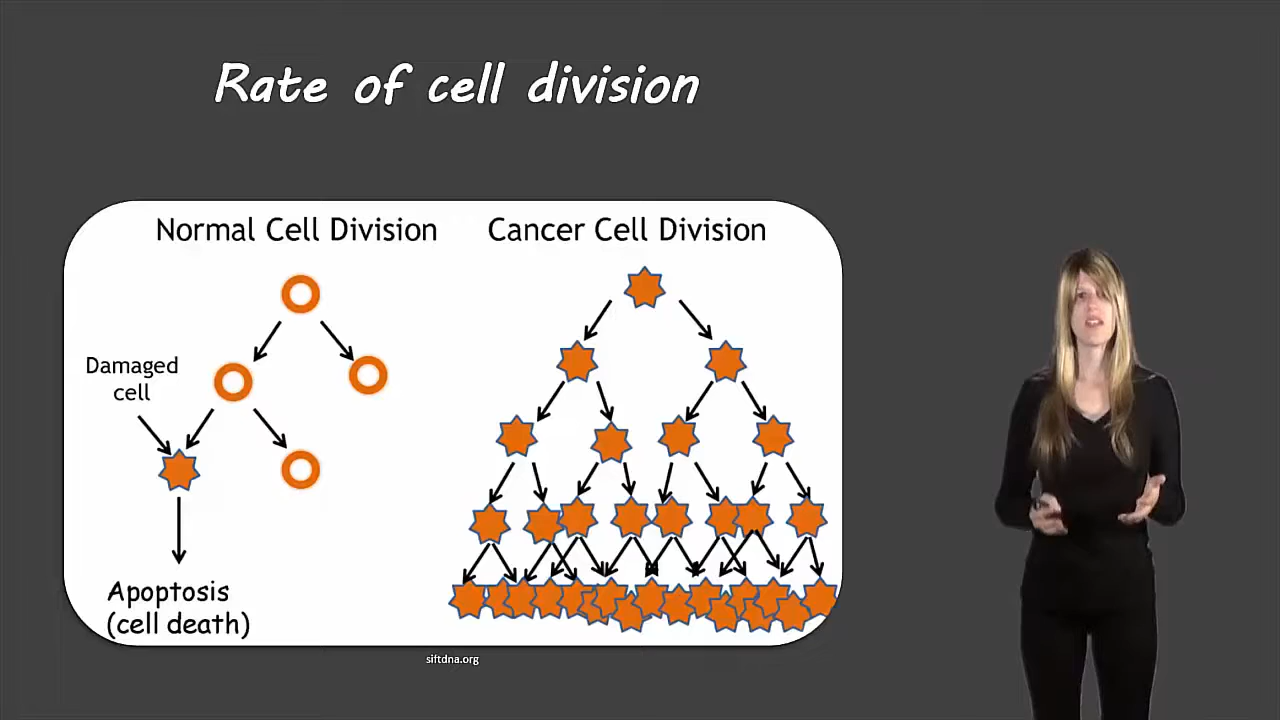 Rate of cell division
Normal Cell Division
Cancer Cell Division
Damaged
cell
Apoptosis
(cell death)
siftdna.org